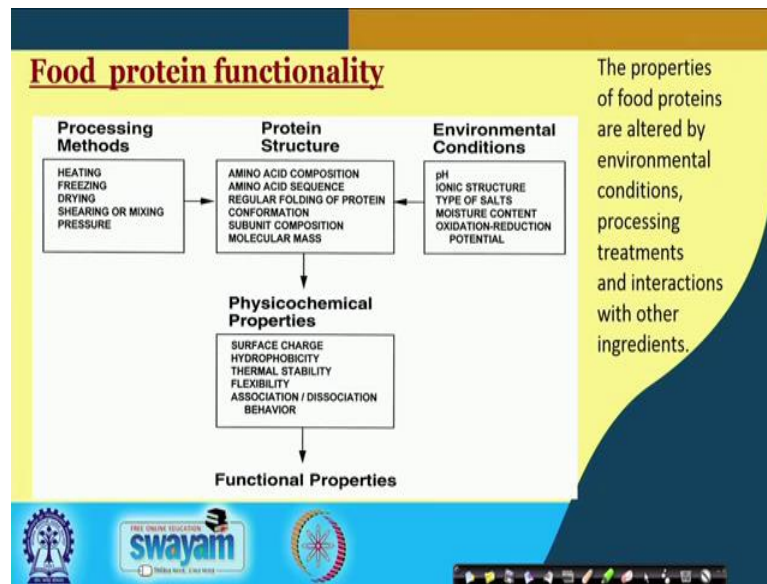 Food protein functionality
Processing
Methods
HEATING
FREEZING
DRYING
SHEARING OR MIXING
PRESSURE
Protein
Structure
AMINO ACID COMPOSITION
AMINO ACID SEQUENCE
REGULAR FOLDING OF PROTEIN
CONFORMATION
SUBUNIT COMPOSITION
MOLECULAR MASS
Environmental
Conditions
pH
IONIC STRUCTURE
TYPE OF SALTS
MOISTURE CONTENT
OXIDATION-REDUCTION
POTENTIAL
Physicochemical
Properties
SURFACE CHARGE
HYDROPHOBICITY
THERMAL STABILITY
FLEXIBILITY
ASSOCIATION / DISSOCIATION
BEHAVIOR
Functional Properties
The properties
of food proteins
are altered by
environmental
conditions,
processing
treatments
and interactions
with other
ingredients.
FREE ONLINE EDUCATION
swayam